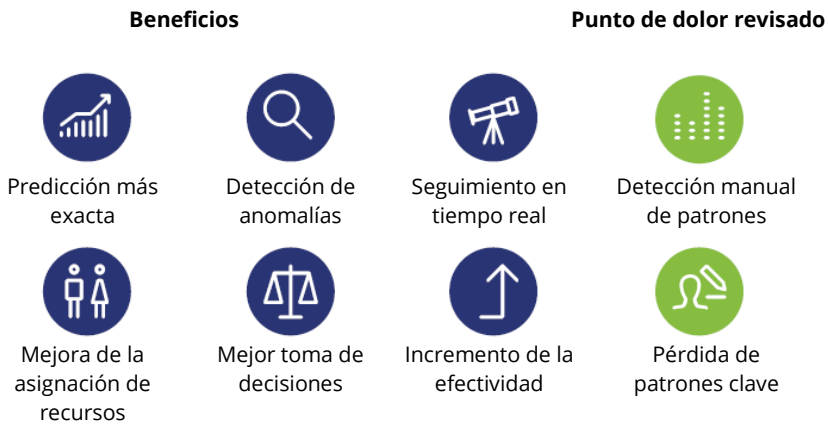 Beneficios
Punto de dolor revisado
Predicción más
exacta
Detección de
anomalías
Seguimiento en
tiempo real
Detección manual
de patrones
Mejora de la
asignación de
recursos
Mejor toma de
decisiones
Incremento de la
efectividad
Pérdida de
patrones clave